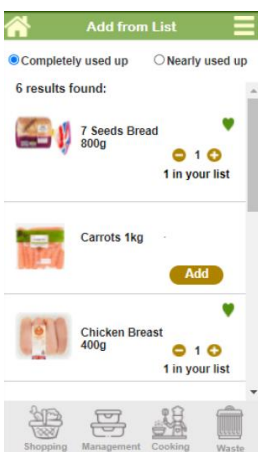 Add from List
Completely used up
Nearly used up
6 results found:
7 Seeds Bread
800g
1
1 in your list
Carrots 1kg
Add
Chicken Breast
400g
1
1 in your list
Shopping
Management
Cooking
Waste